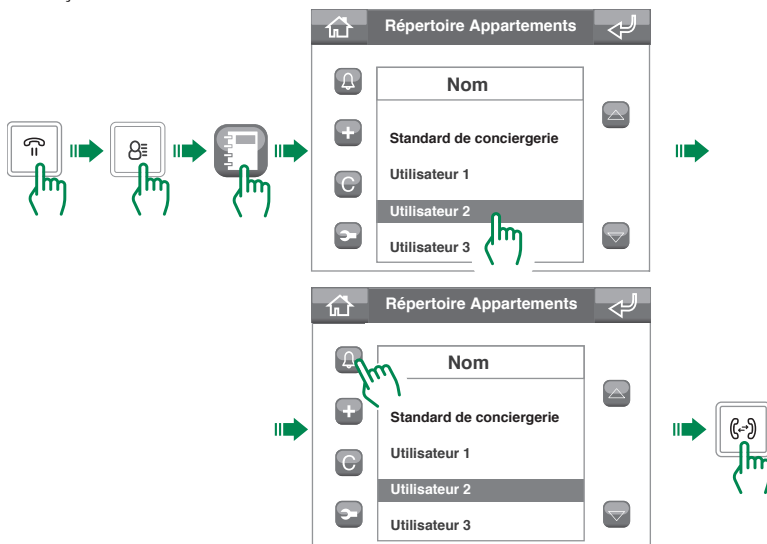 Répertoire Appartements
Nom
Standard de conciergerie
Utilisateur 1
Utilisateur 2
Utilisateur 3
C
Répertoire Appartements
Nom
Standard de conciergerie
Utilisateur 1
Utilisateur 2
Utilisateur 3
C